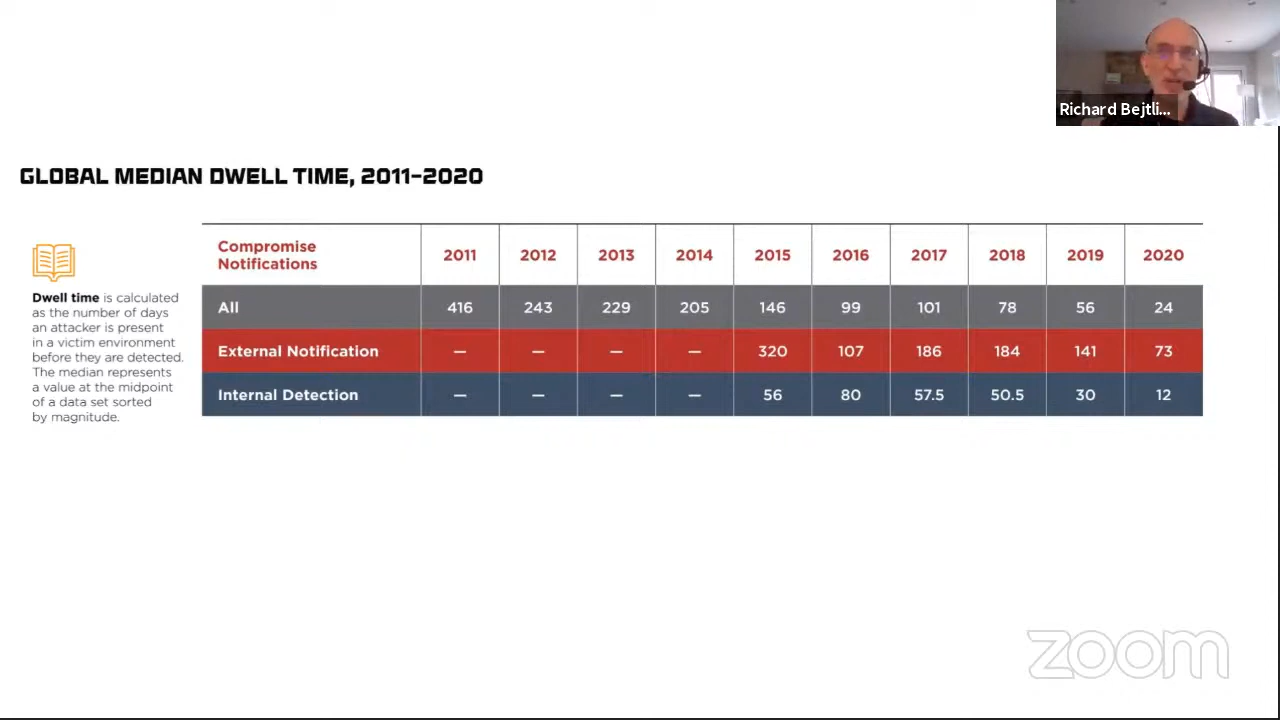 Richard Bejtli...
GLOBAL MEDIAN DWELL TIME, 2011–2020
Dwell time is calculated
as the number of days
an attacker is present
in a victim environment
before they are detected.
The median represents
a value at the midpoint
of a data set sorted
by magnitude.
Compromise
Notifications 2011 2012 2013 2014 2015 2016 2017 2018 2019 2020
All 416 243 229 205 146 99 101 78 56 24
External Notification — — — — 320 107 186 184 141 73
Internal Detection — — — — 56 80 57.5 50.5 30 12
zoom